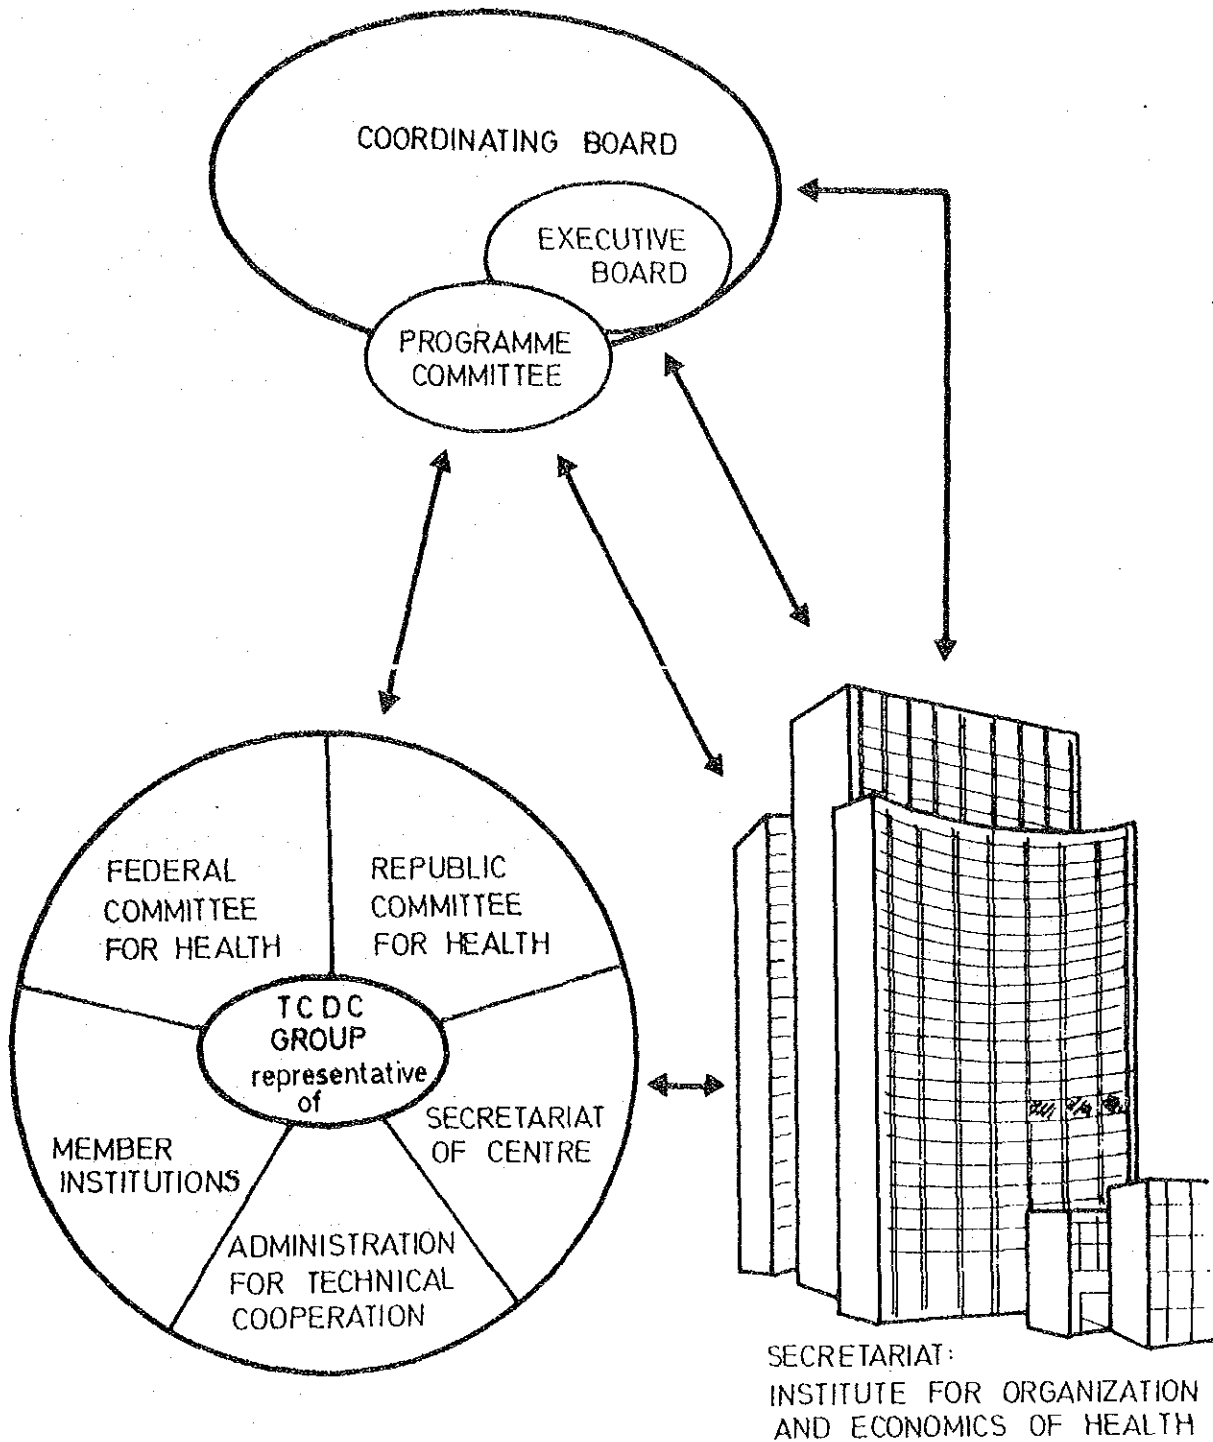 COORDINATING BOARD
EXECUTIVE
BOARD
PROGRAMME
COMMITTEE
FEDERAL
COMMITTEE
FOR HEALTH
REPUBLIC
COMMITTEE
FOR HEALTH
TCDC
GROUP
representative
of
MEMBER
INSTITUTIONS
SECRETARIAT
OF CENTRE
ADMINISTRATION
FOR TECHNICAL
COOPERATION
SECRETARIAT:
INSTITUTE FOR ORGANIZATION
AND ECONOMICS OF HEALTH